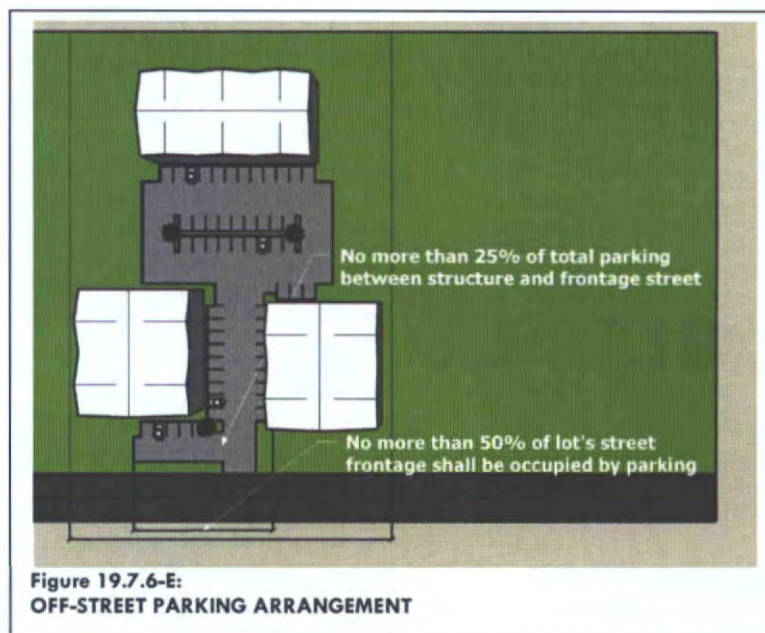 No more than 25% of total parking
between structure and frontage street
No more than 50% of lot's street
frontage shall be occupied by parking
Figure 19.7.6-E:
OFF-STREET PARKING ARRANGEMENT